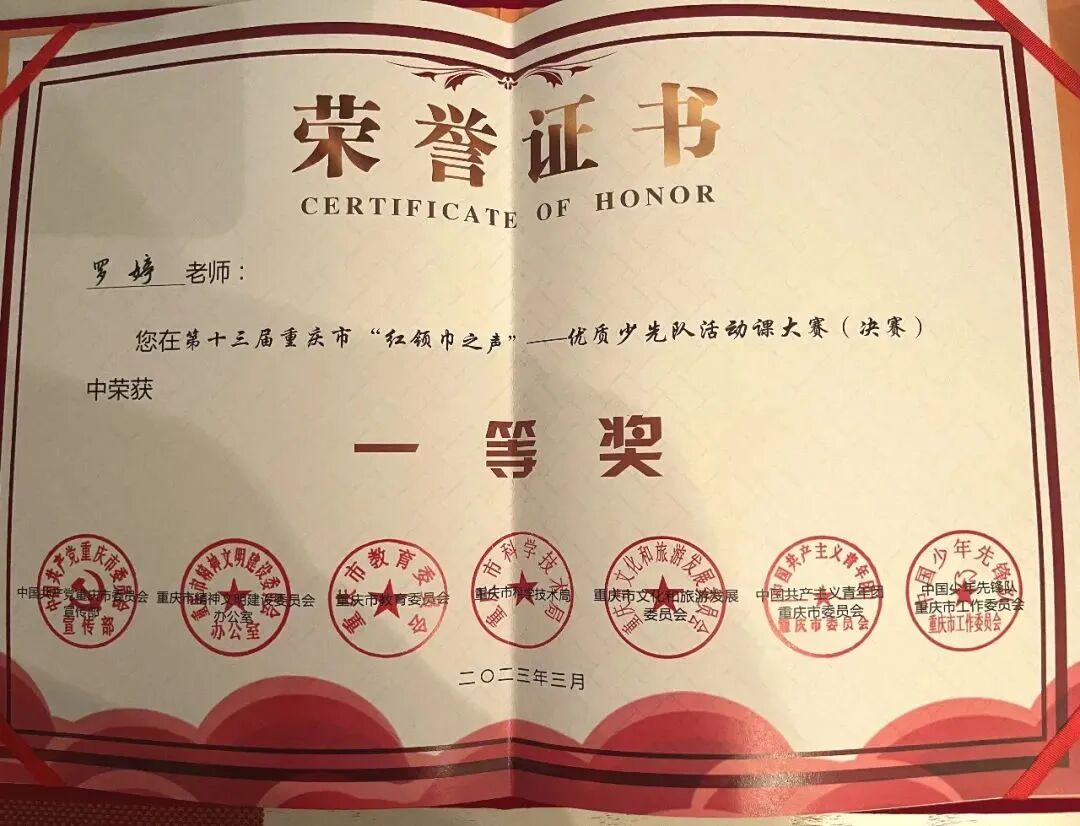 荣誉证书
CERTIFICATE OF HONOR
罗婷 老师：
您在第十三届重庆市“红领巾之声”——优质少先队活动课大赛（决赛）
中荣获
一等奖
中国共产党重庆市委员会
宣传部
重庆市精神文明建设委员会
办公室
重庆市教育委员会
重庆市科学技术局
重庆市文化和旅游发展
委员会
中国共产主义青年团
重庆市委员会
中国少年先锋队
重庆市工作委员会
二〇二三年三月